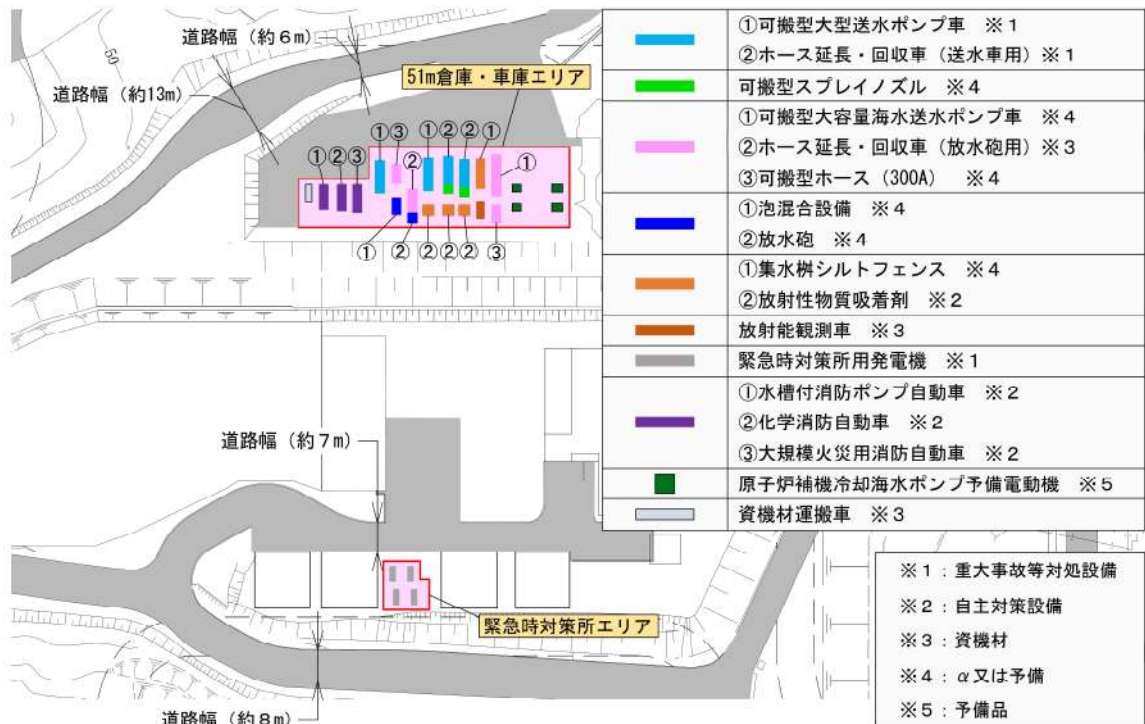 道路幅（約６ｍ）
50
道路幅（約13ｍ）
51ｍ倉庫・車庫エリア
①③①②②①
①②③
②
①
①②②②②③
道路幅（約７ｍ）
緊急時対策所エリア
道路幅（約８ｍ）
①可搬型大型送水ポンプ車　※１
②ホース延長・回収車（送水車用）※１
可搬型スプレイノズル　※４
①可搬型大容量海水送水ポンプ車　※４
②ホース延長・回収車（放水砲用）※３
③可搬型ホース（300A）　※４
①泡混合設備　※４
②放水砲　※４
①集水桝シルトフェンス　※４
②放射性物質吸着剤　※２
放射能観測車　※３
緊急時対策所用発電機　※１
①水槽付消防ポンプ自動車　※２
②化学消防自動車　※２
③大規模火災用消防自動車　※２
原子炉補機冷却海水ポンプ予備電動機　※５
資機材運搬車　※３
※１：重大事故等対処設備
※２：自主対策設備
※３：資機材
※４：α又は予備
※５：予備品